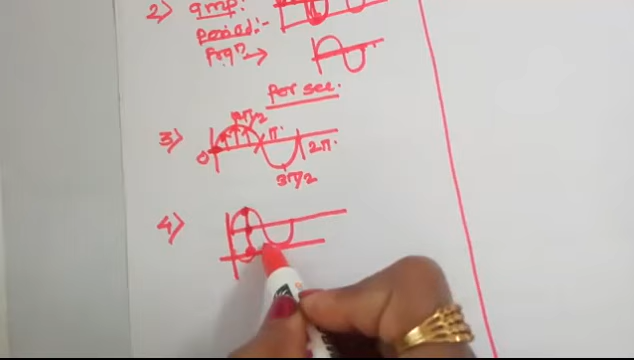 2) amp:
Period:-
frqn →
Per sec.
3) 0 π/2 π 2π
3π/2
4)